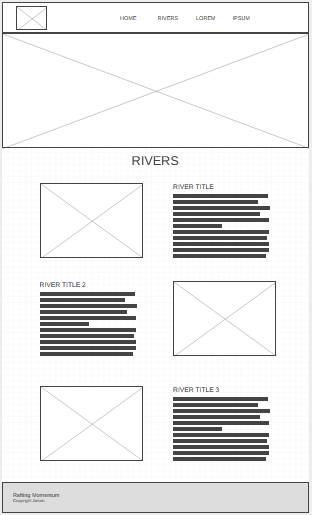 HOME RIVERS LOREM IPSUM
RIVERS
RIVER TITLE
RIVER TITLE 2
RIVER TITLE 3
Rafting Momentum
Copyright Jason